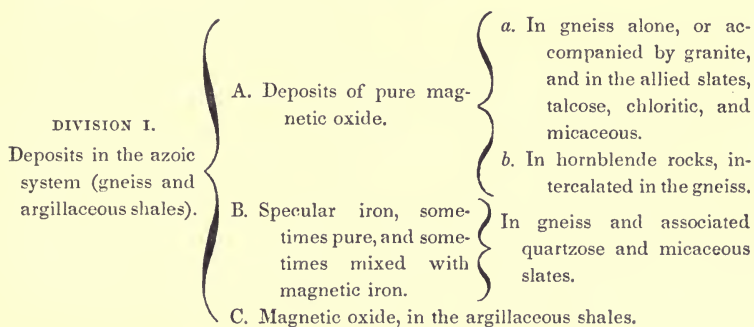 DIVISION I.
Deposits in the azoic
system (gneiss and
argillaceous shales).
A. Deposits of pure mag-
netic oxide.
a. In gneiss alone, or ac-
companied by granite,
and in the allied slates,
talcose, chloritic, and
micaceous.
b. In hornblende rocks, in-
tercalated in the gneiss.
B. Specular iron, some-
times pure, and some-
times mixed with
magnetic iron.
In gneiss and associated
quartzose and micaceous
slates.
C. Magnetic oxide, in the argillaceous shales.